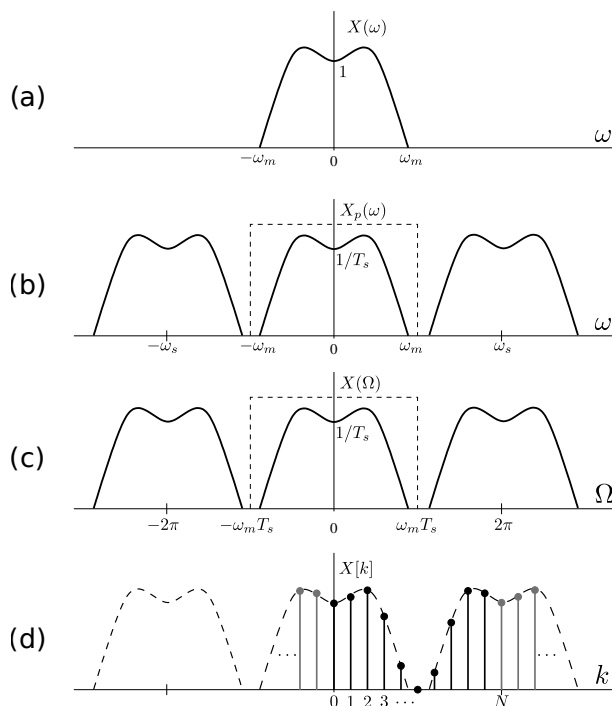 X(ω)
1
(a)
ω
−ω_m 0 ω_m
X_p(ω)
1/T_s
(b)
ω
−ω_s −ω_m 0 ω_m ω_s
X(Ω)
1/T_s
(c)
Ω
−2π −ω_mT_s 0 ω_mT_s 2π
X[k]
(d)
··· ···
k
0 1 2 3 ··· N